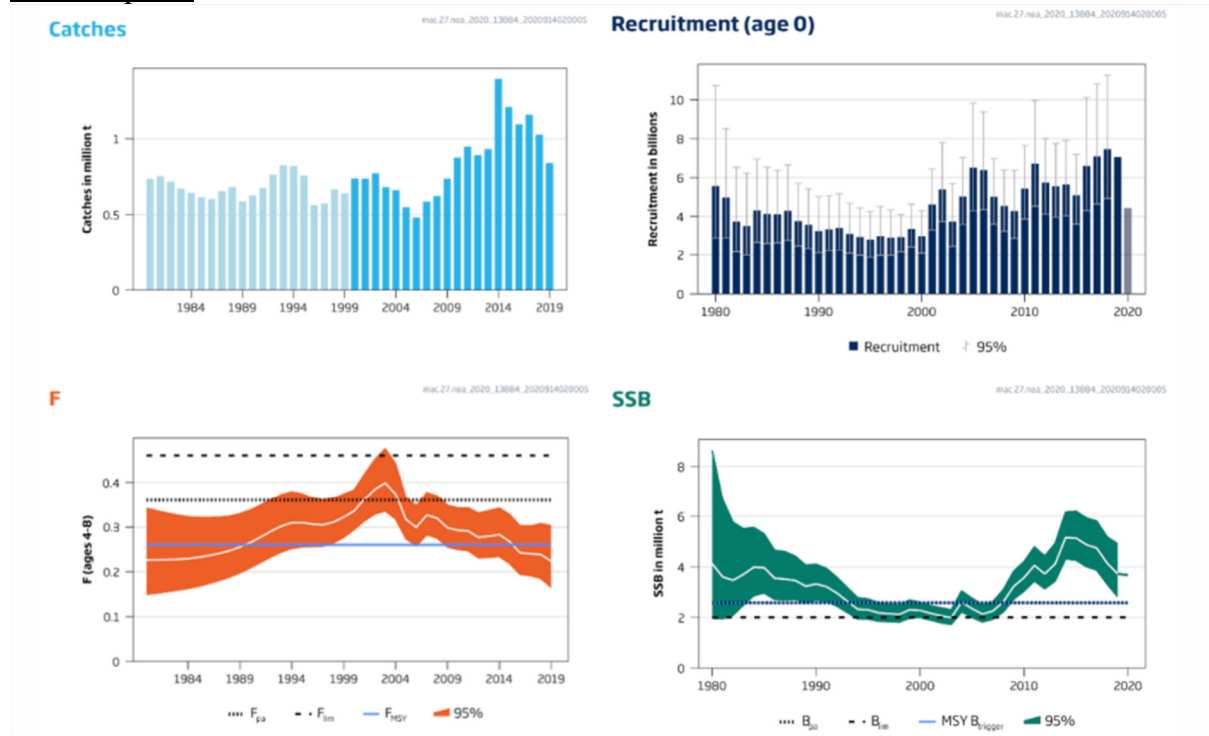 Catches
mac.27.nea_2020_13884_2020914020005
Catches in million t
1
0.5
0
1984 1989 1994 1999 2004 2009 2014 2019
Recruitment (age 0)
mac.27.nea_2020_13884_2020914020005
Recruitment in billions
10
8
6
4
2
0
1980 1990 2000 2010 2020
Recruitment 95%
F
mac.27.nea_2020_13884_2020914020005
F (ages 4-8)
0.4
0.3
0.2
0.1
0
1984 1989 1994 1999 2004 2009 2014 2019
Fpa Flim FMSY 95%
SSB
mac.27.nea_2020_13884_2020914020005
SSB in million t
8
6
4
2
0
1980 1990 2000 2010 2020
Bpa Blim MSY Btrigger 95%